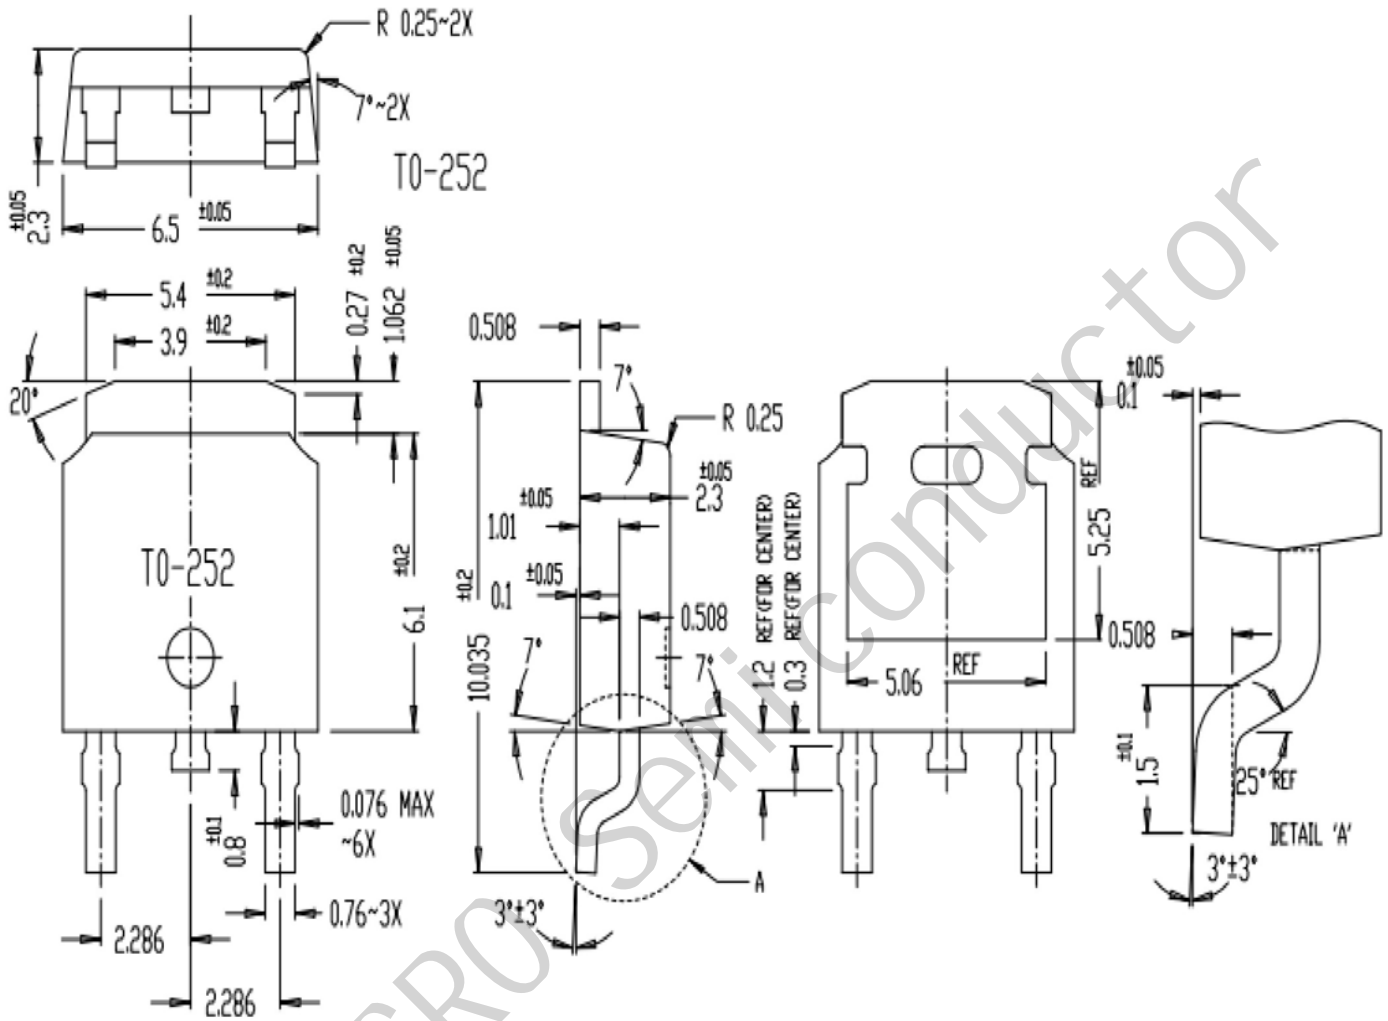 R 0.25~2X
7°~2X
TO-252
2.3 ±0.05
6.5 ±0.05
5.4 ±0.2
3.9 ±0.2
0.27 ±0.2
1.062 ±0.05
20°
TO-252
6.1 ±0.2
0.8 ±0.1
0.076 MAX
~6X
0.76~3X
2.286
2.286
0.508
7°
R 0.25
2.3 ±0.05
1.01 ±0.05
0.1 ±0.05
0.508
10.035 ±0.2
7°
7°
A
3°±3°
1.2 REF(FOR CENTER)
0.3 REF(FOR CENTER)
5.25 REF
5.06 REF
0.1 ±0.05
0.508
1.5 ±0.1
25° REF
DETAIL 'A'
3°±3°
CRO Semi conductor